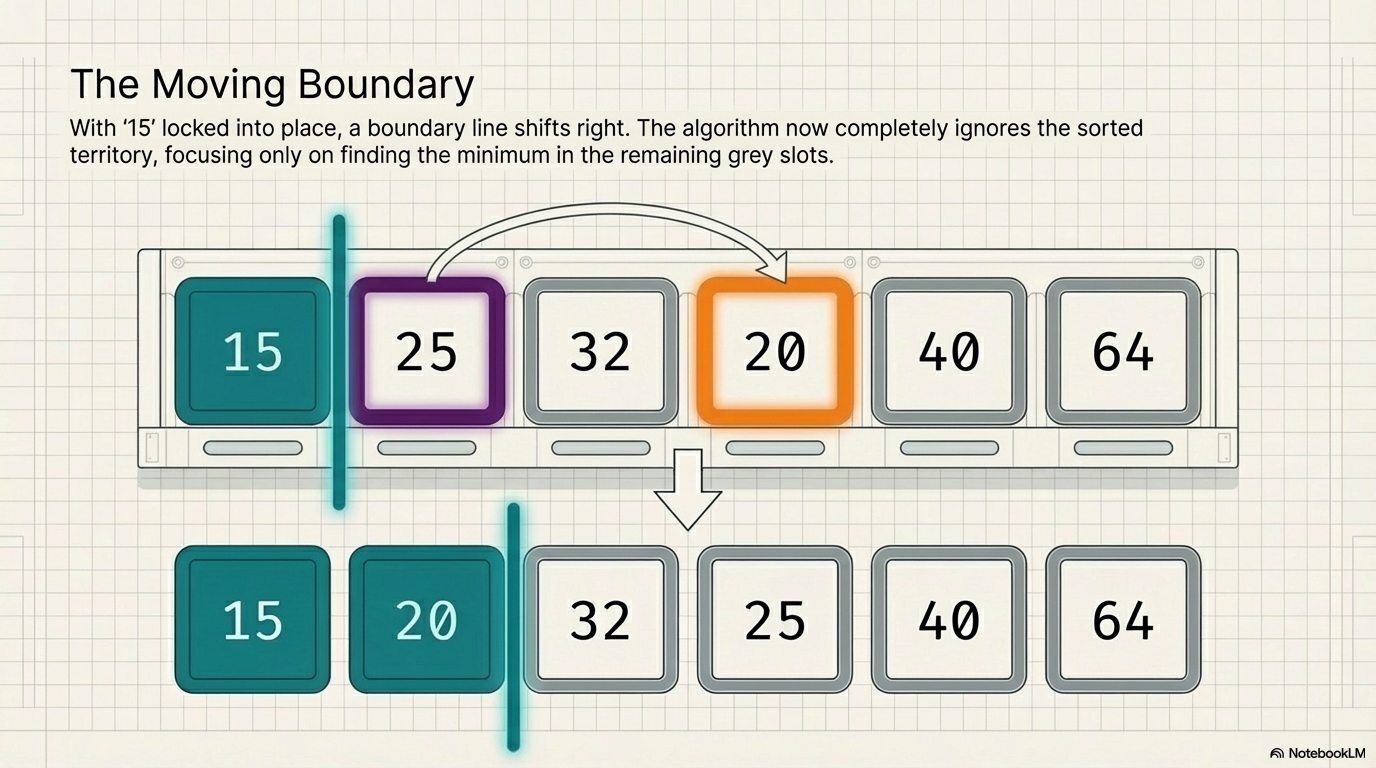 The Moving Boundary
With ‘15’ locked into place, a boundary line shifts right. The algorithm now completely ignores the sorted
territory, focusing only on finding the minimum in the remaining grey slots.
15 25 32 20 40 64
15 20 32 25 40 64
NotebookLM